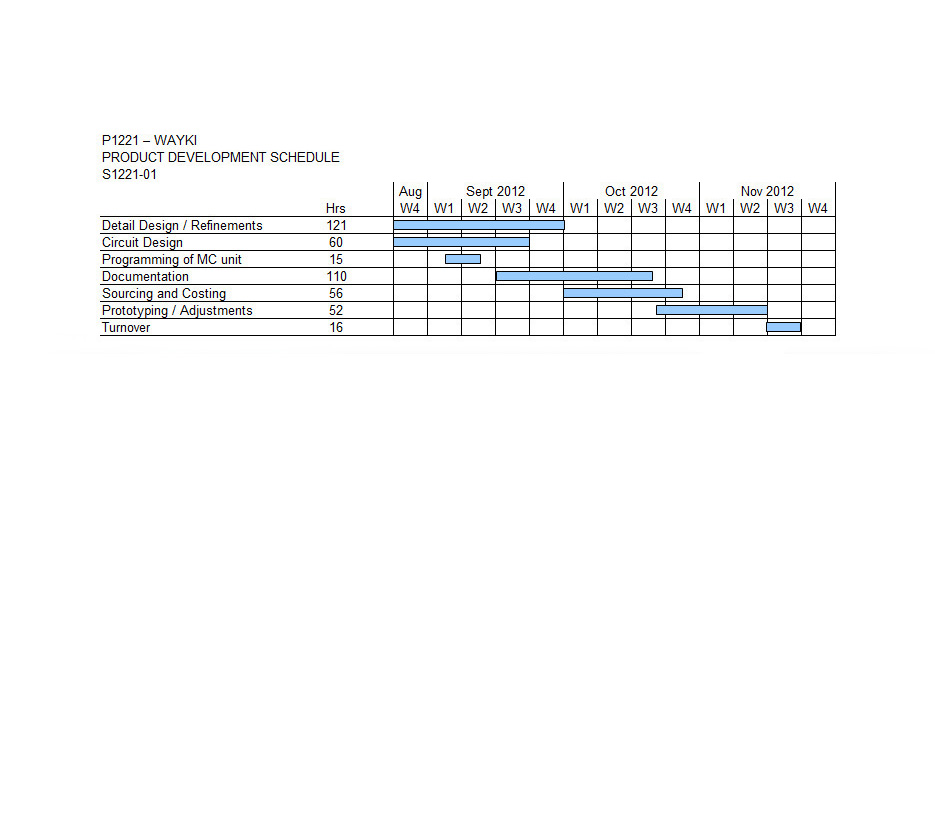 P1221 – WAYKI
PRODUCT DEVELOPMENT SCHEDULE
S1221-01
Aug Sept 2012 Oct 2012 Nov 2012
Hrs W4 W1 W2 W3 W4 W1 W2 W3 W4 W1 W2 W3 W4
Detail Design / Refinements 121
Circuit Design 60
Programming of MC unit 15
Documentation 110
Sourcing and Costing 56
Prototyping / Adjustments 52
Turnover 16